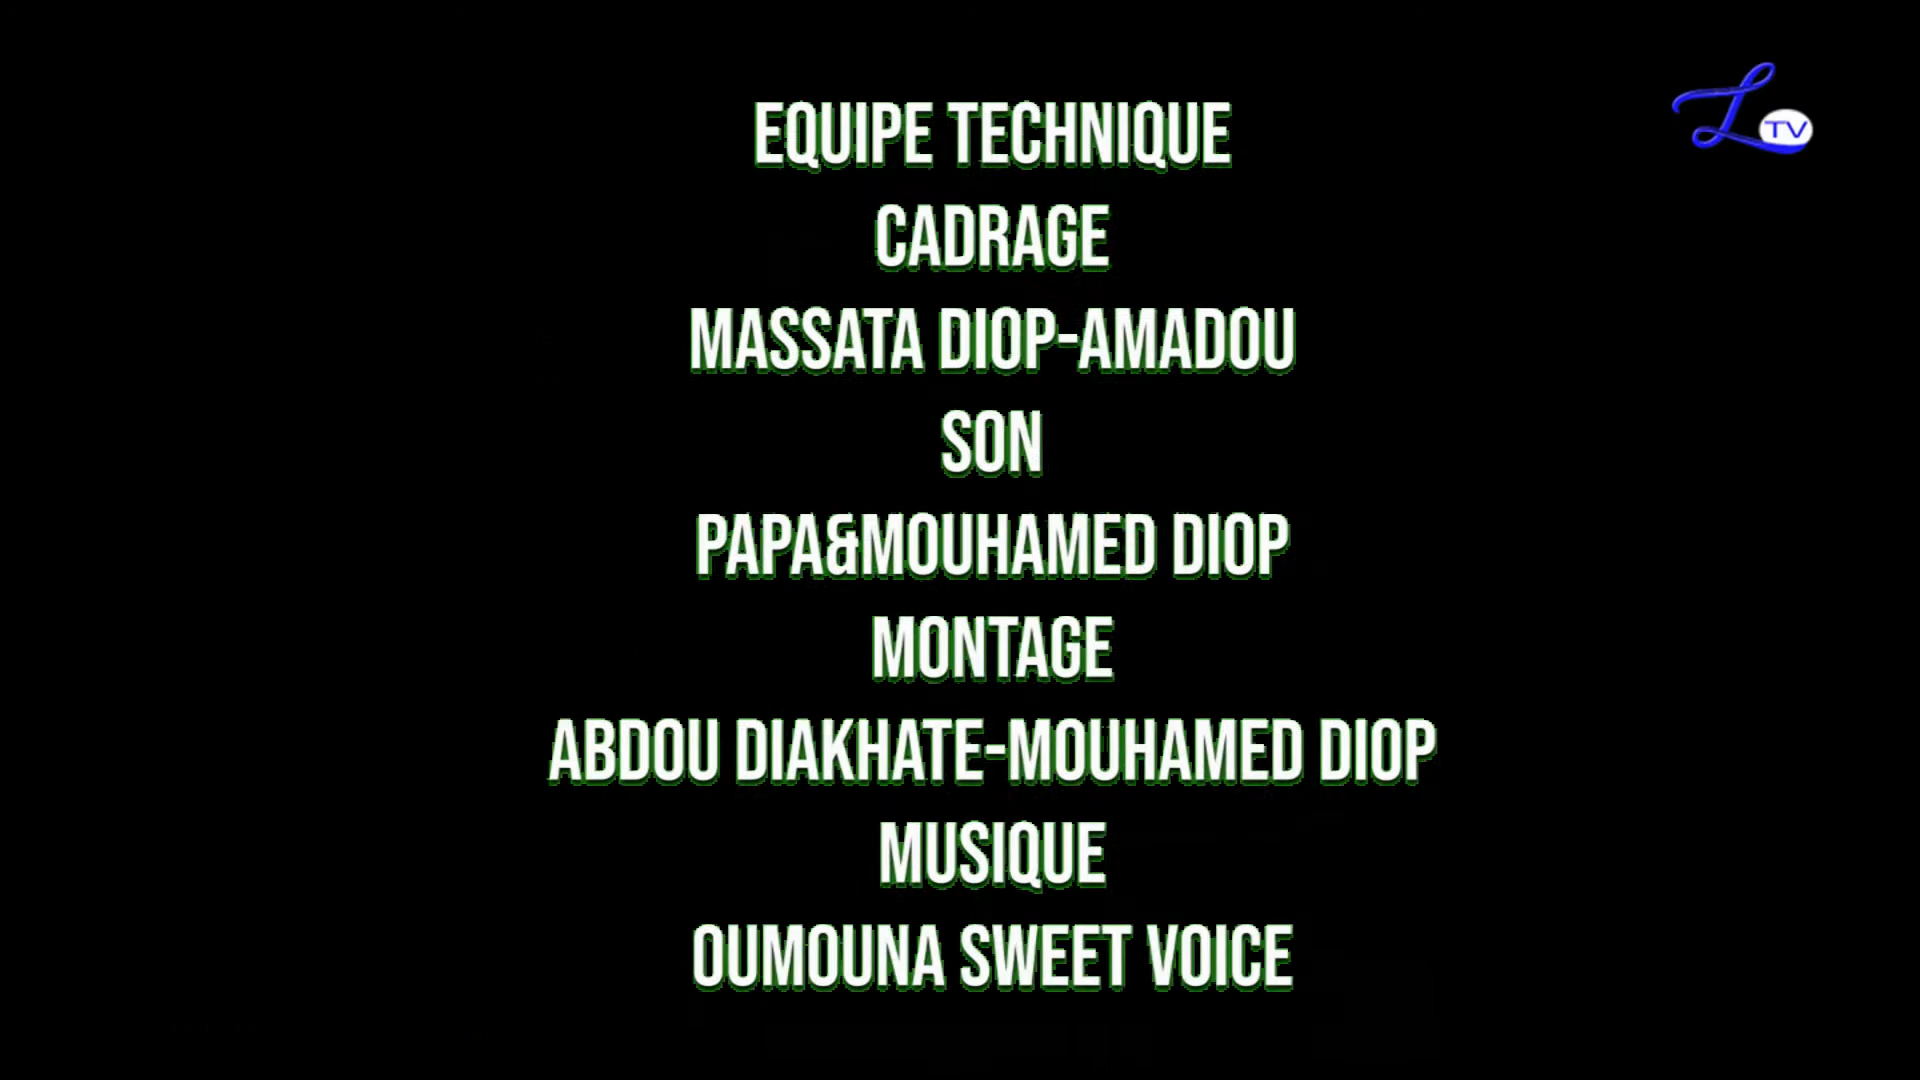 EQUIPE TECHNIQUE
CADRAGE
MASSATA DIOP-AMADOU
SON
PAPA&MOUHAMED DIOP
MONTAGE
ABDOU DIAKHATE-MOUHAMED DIOP
MUSIQUE
OUMOUNA SWEET VOICE
L TV